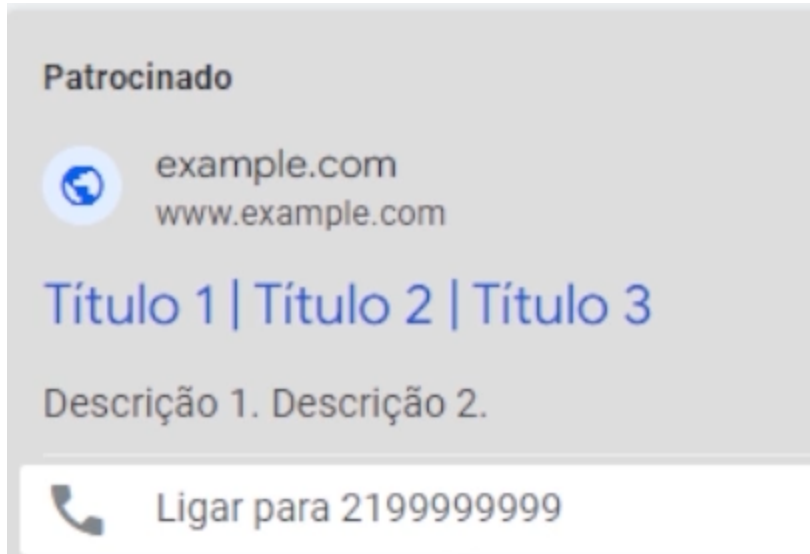 Patrocinado
example.com
www.example.com
Título 1 | Título 2 | Título 3
Descrição 1. Descrição 2.
Ligar para 2199999999